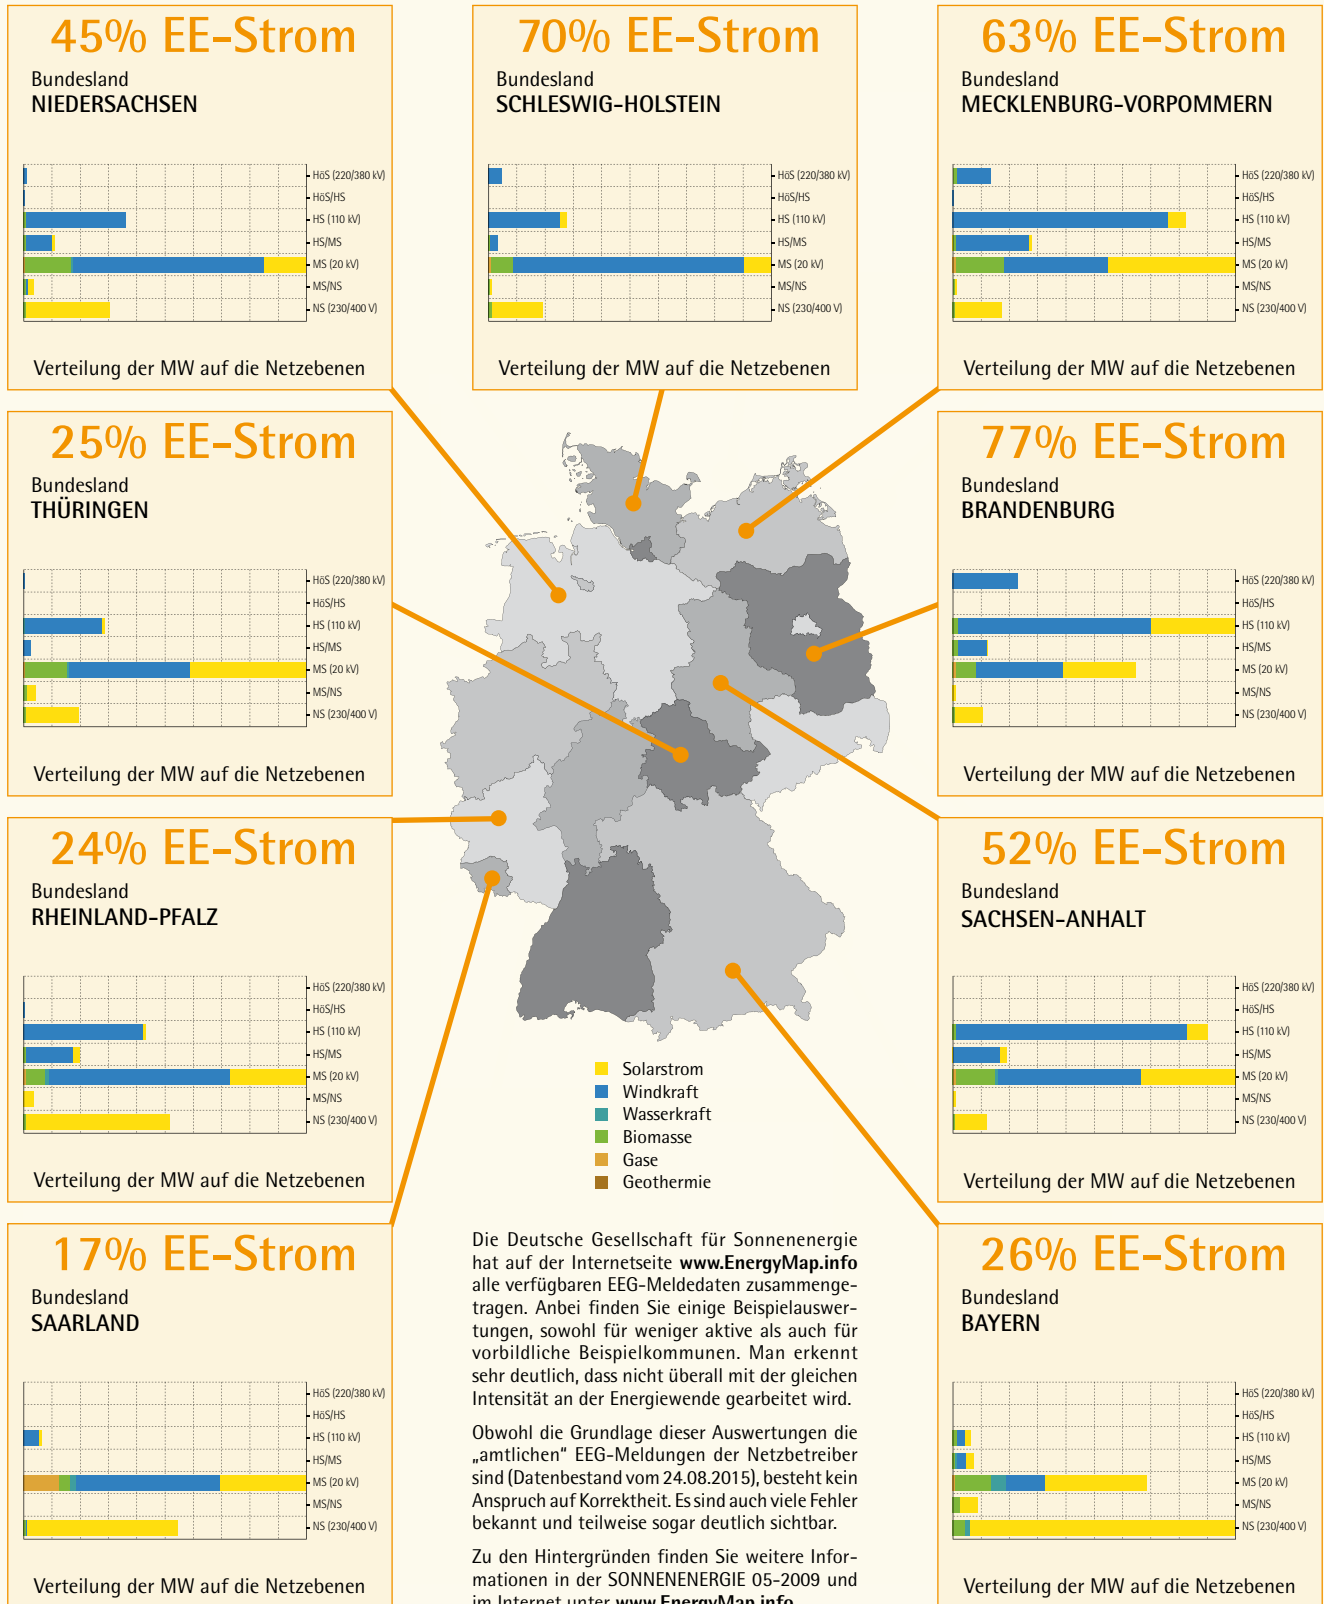 45% EE-Strom
Bundesland
NIEDERSACHSEN
HöS (220/380 kV)
HöS/HS
HS (110 kV)
HS/MS
MS (20 kV)
MS/NS
NS (230/400 V)
Verteilung der MW auf die Netzebenen
70% EE-Strom
Bundesland
SCHLESWIG-HOLSTEIN
HöS (220/380 kV)
HöS/HS
HS (110 kV)
HS/MS
MS (20 kV)
MS/NS
NS (230/400 V)
Verteilung der MW auf die Netzebenen
63% EE-Strom
Bundesland
MECKLENBURG-VORPOMMERN
HöS (220/380 kV)
HöS/HS
HS (110 kV)
HS/MS
MS (20 kV)
MS/NS
NS (230/400 V)
Verteilung der MW auf die Netzebenen
25% EE-Strom
Bundesland
THÜRINGEN
HöS (220/380 kV)
HöS/HS
HS (110 kV)
HS/MS
MS (20 kV)
MS/NS
NS (230/400 V)
Verteilung der MW auf die Netzebenen
77% EE-Strom
Bundesland
BRANDENBURG
HöS (220/380 kV)
HöS/HS
HS (110 kV)
HS/MS
MS (20 kV)
MS/NS
NS (230/400 V)
Verteilung der MW auf die Netzebenen
24% EE-Strom
Bundesland
RHEINLAND-PFALZ
HöS (220/380 kV)
HöS/HS
HS (110 kV)
HS/MS
MS (20 kV)
MS/NS
NS (230/400 V)
Verteilung der MW auf die Netzebenen
52% EE-Strom
Bundesland
SACHSEN-ANHALT
HöS (220/380 kV)
HöS/HS
HS (110 kV)
HS/MS
MS (20 kV)
MS/NS
NS (230/400 V)
Verteilung der MW auf die Netzebenen
Solarstrom
Windkraft
Wasserkraft
Biomasse
Gase
Geothermie
17% EE-Strom
Bundesland
SAARLAND
HöS (220/380 kV)
HöS/HS
HS (110 kV)
HS/MS
MS (20 kV)
MS/NS
NS (230/400 V)
Verteilung der MW auf die Netzebenen
Die Deutsche Gesellschaft für Sonnenenergie
hat auf der Internetseite www.EnergyMap.info
alle verfügbaren EEG-Meldedaten zusammenge-
tragen. Anbei finden Sie einige Beispielauswer-
tungen, sowohl für weniger aktive als auch für
vorbildliche Beispielkommunen. Man erkennt
sehr deutlich, dass nicht überall mit der gleichen
Intensität an der Energiewende gearbeitet wird.
Obwohl die Grundlage dieser Auswertungen die
„amtlichen“ EEG-Meldungen der Netzbetreiber
sind (Datenbestand vom 24.08.2015), besteht kein
Anspruch auf Korrektheit. Es sind auch viele Fehler
bekannt und teilweise sogar deutlich sichtbar.
Zu den Hintergründen finden Sie weitere Infor-
mationen in der SONNENENERGIE 05-2009 und
im Internet unter www.EnergyMap.info
26% EE-Strom
Bundesland
BAYERN
HöS (220/380 kV)
HöS/HS
HS (110 kV)
HS/MS
MS (20 kV)
MS/NS
NS (230/400 V)
Verteilung der MW auf die Netzebenen